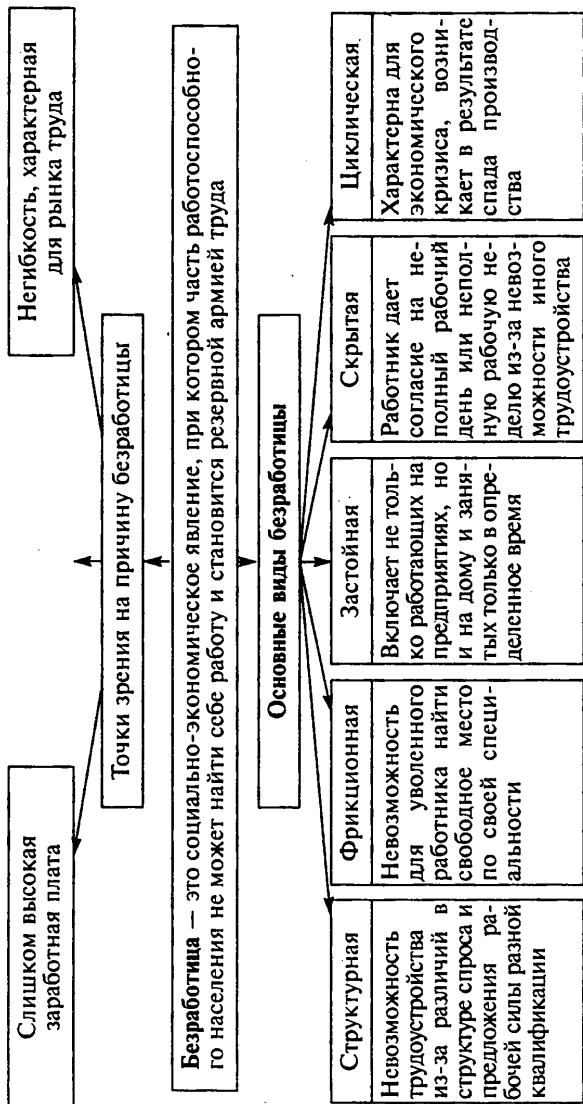 Слишком высокая
заработная плата
Негибкость, характерная
для рынка труда
Точки зрения на причину безработицы
Безработица — это социально-экономическое явление, при котором часть работоспособно-
го населения не может найти себе работу и становится резервной армией труда
Основные виды безработицы
Структурная
Невозможность
трудоустройства
из-за различий в
структуре спроса и
предложения ра-
бочей силы разной
квалификации
Фрикционная
Невозможность
для уволенного
работника найти
свободное место
по своей специ-
альности
Застойная
Включает не толь-
ко работающих на
предприятиях, но
и на дому и заня-
тых только в опре-
деленное время
Скрытая
Работник дает
согласие на не-
полный рабочий
день или непол-
ную рабочую не-
делю из-за невоз-
можности иного
трудоустройства
Циклическая
Характерна для
экономического
кризиса, возни-
кает в результате
спада производ-
ства